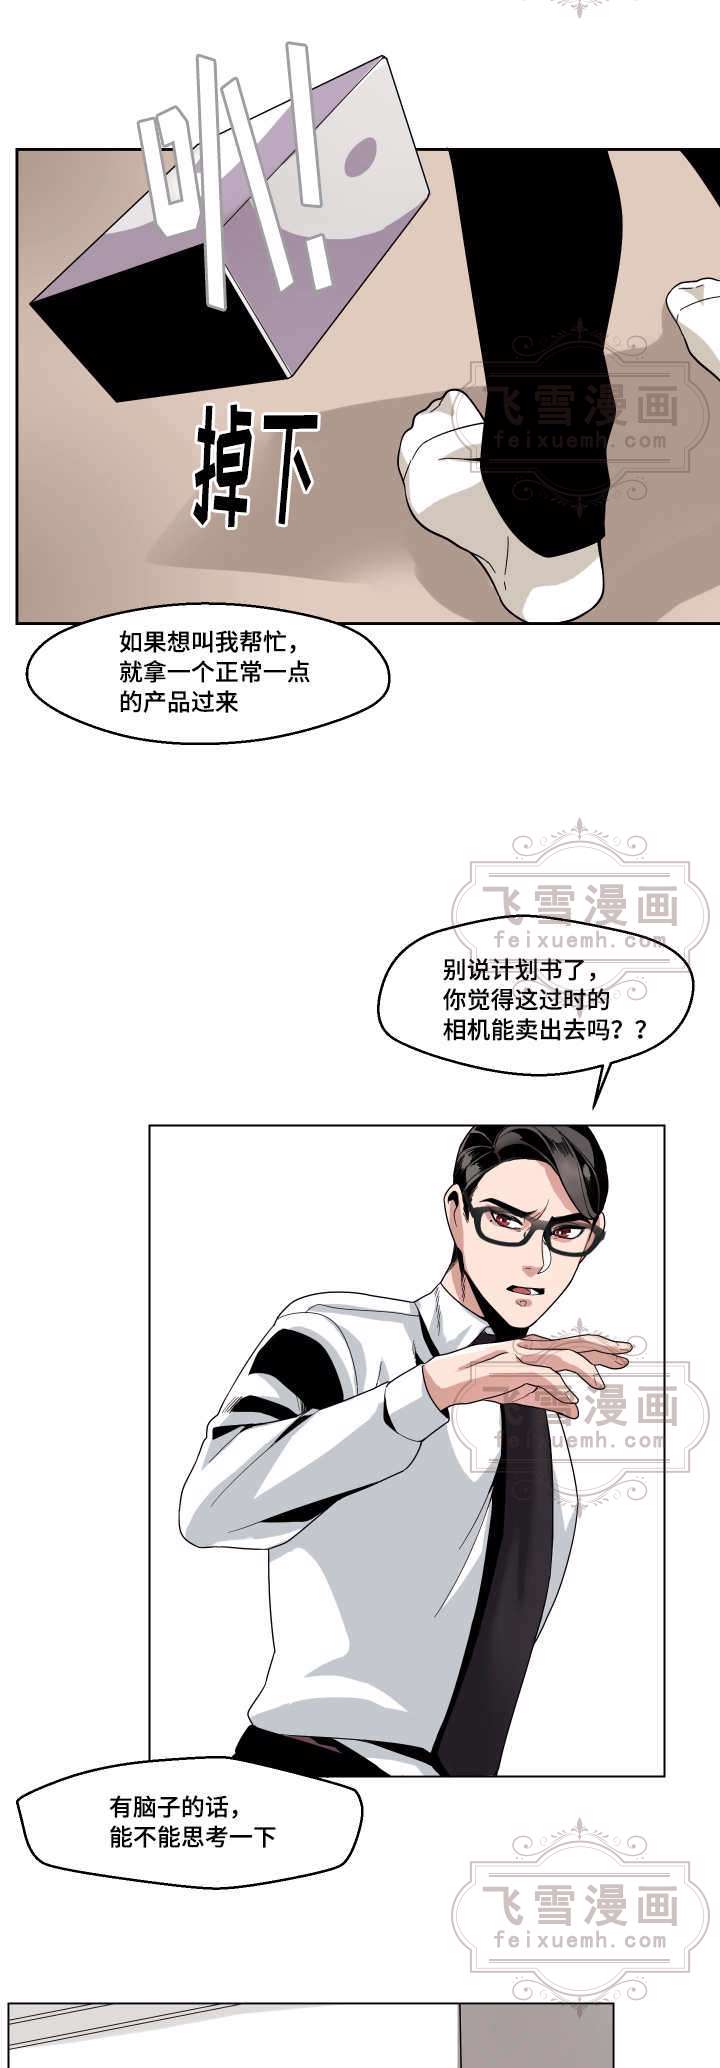 叭!
飞雪漫画
feixuemh.com
掉下
如果想叫我帮忙，
就拿一个正常一点
的产品过来
飞雪漫画
feixuemh.com
别说计划书了，
你觉得这过时的
相机能卖出去吗？？
飞雪漫画
feixuemh.com
有脑子的话，
能不能思考一下
飞雪漫画
feixuemh.com